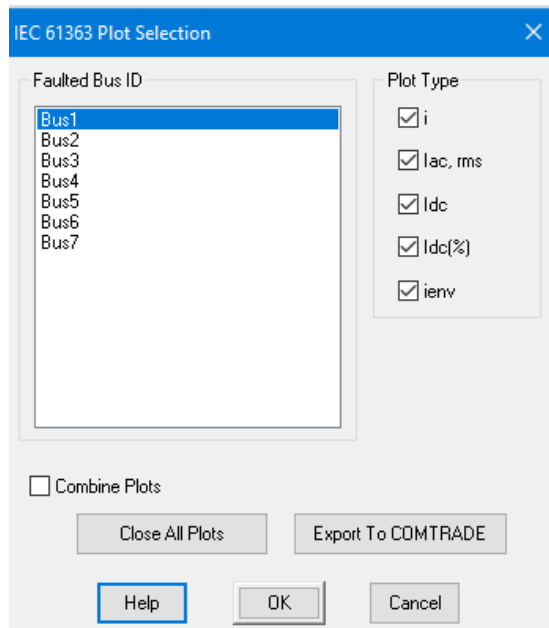 IEC 61363 Plot Selection
Faulted Bus ID
Bus1
Bus2
Bus3
Bus4
Bus5
Bus6
Bus7
Plot Type
i
Iac, rms
Idc
Idc(%)
ienv
Combine Plots
Close All Plots
Export To COMTRADE
Help
OK
Cancel